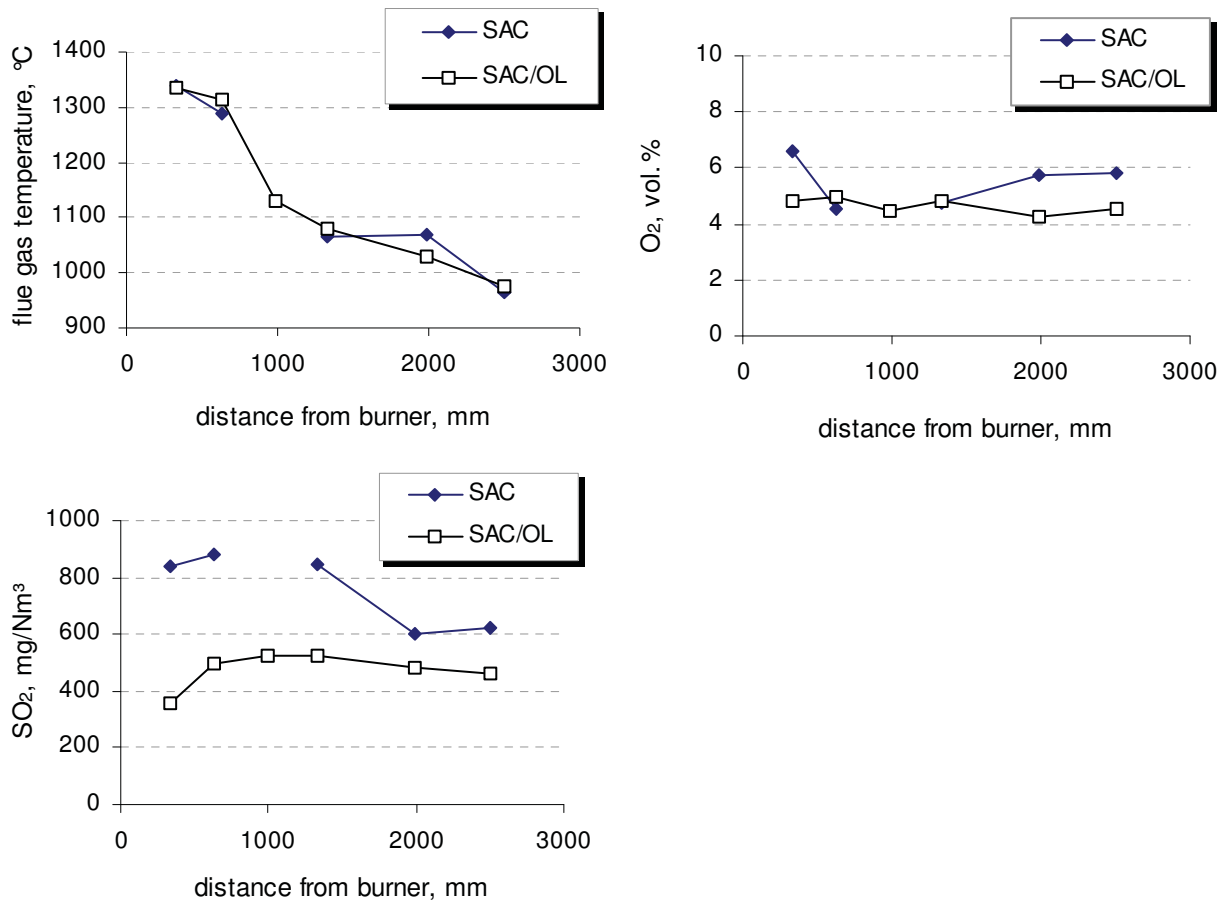 SAC
SAC/OL
1400
1300
1200
1100
1000
900
0 1000 2000 3000
flue gas temperature, °C
distance from burner, mm
SAC
SAC/OL
10
8
6
4
2
0
0 1000 2000 3000
O₂, vol. %
distance from burner, mm
SAC
SAC/OL
1000
800
600
400
200
0
0 1000 2000 3000
SO₂, mg/Nm³
distance from burner, mm